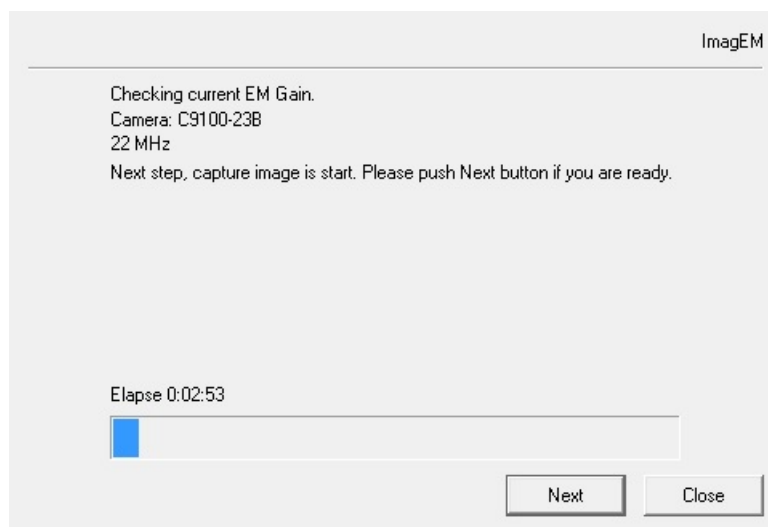 ImagEM
Checking current EM Gain.
Camera: C9100-23B
22 MHz
Next step, capture image is start. Please push Next button if you are ready.
Elapse 0:02:53
Next
Close